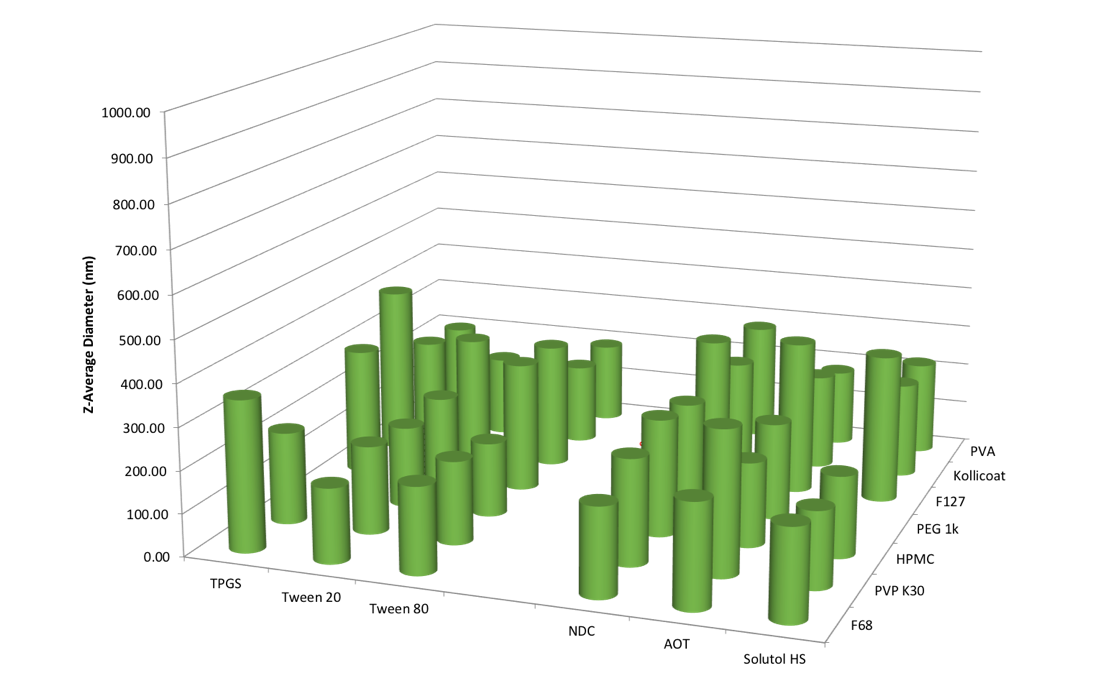 1000.00
900.00
800.00
700.00
600.00
500.00
400.00
300.00
200.00
100.00
0.00
Z-Average Diameter (nm)
TPGS
Tween 20
Tween 80
NDC
AOT
Solutol HS
PVA
Kollicoat
F127
PEG 1k
HPMC
PVP K30
F68